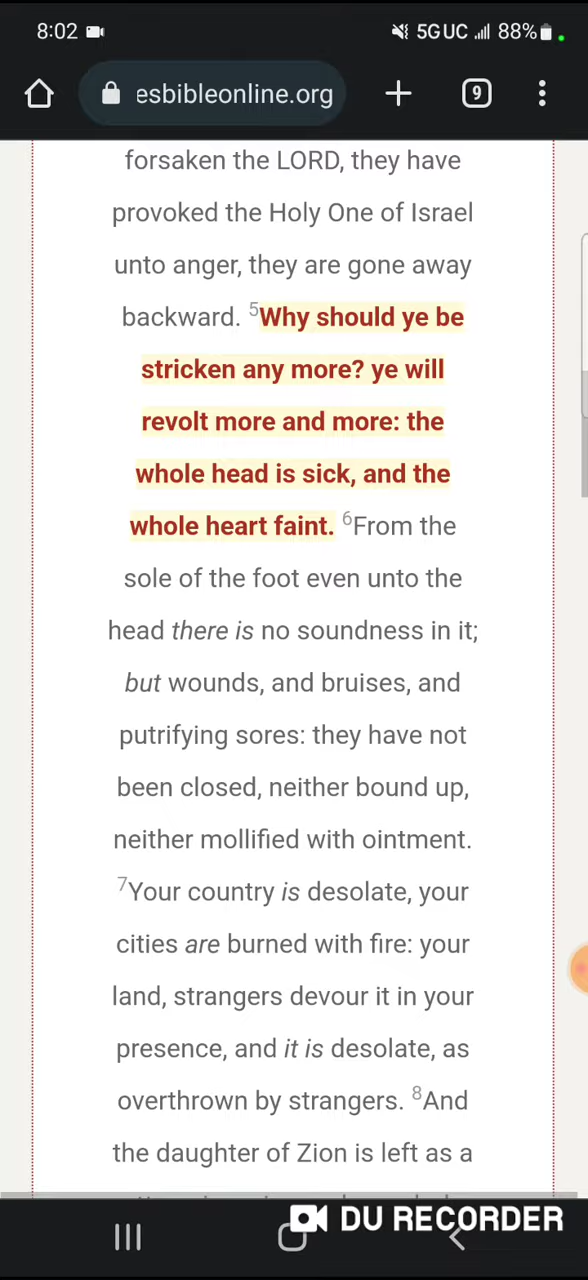 8:02
5G UC 88%
esbibleonline.org
9
forsaken the LORD, they have
provoked the Holy One of Israel
unto anger, they are gone away
backward. 5Why should ye be
stricken any more? ye will
revolt more and more: the
whole head is sick, and the
whole heart faint. 6From the
sole of the foot even unto the
head there is no soundness in it;
but wounds, and bruises, and
putrifying sores: they have not
been closed, neither bound up,
neither mollified with ointment.
7Your country is desolate, your
cities are burned with fire: your
land, strangers devour it in your
presence, and it is desolate, as
overthrown by strangers. 8And
the daughter of Zion is left as a
DU RECORDER